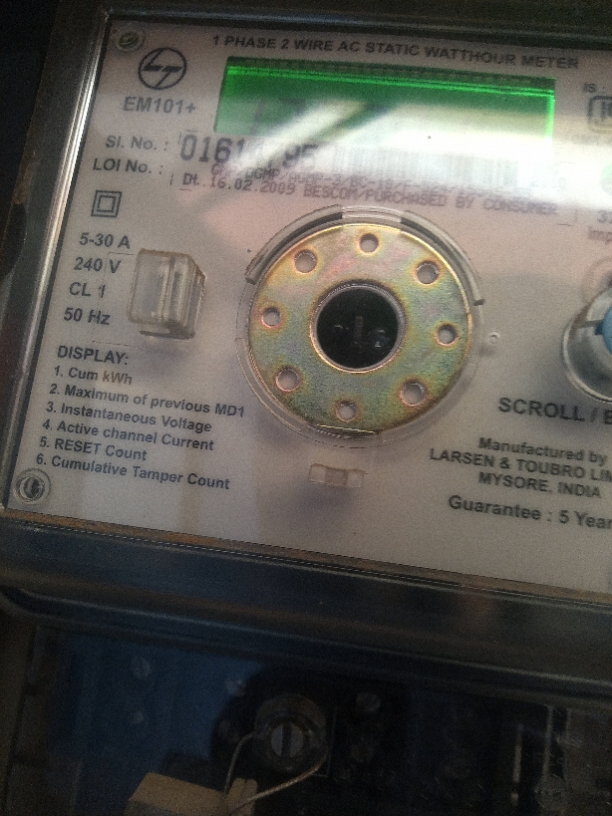 1 PHASE 2 WIRE AC STATIC WATTHOUR METER
LT
EM101+
IS :
SI. No. :
LOI No. :
Dt. 16.02.2009 BESCOM/PURCHASED BY CONSUMER
5-30 A
240 V
CL 1
50 Hz
DISPLAY:
1. Cum kWh
2. Maximum of previous MD1
3. Instantaneous Voltage
4. Active channel Current
5. RESET Count
6. Cumulative Tamper Count
SCROLL /
Manufactured by
LARSEN & TOUBRO
MYSORE, INDIA
Guarantee : 5